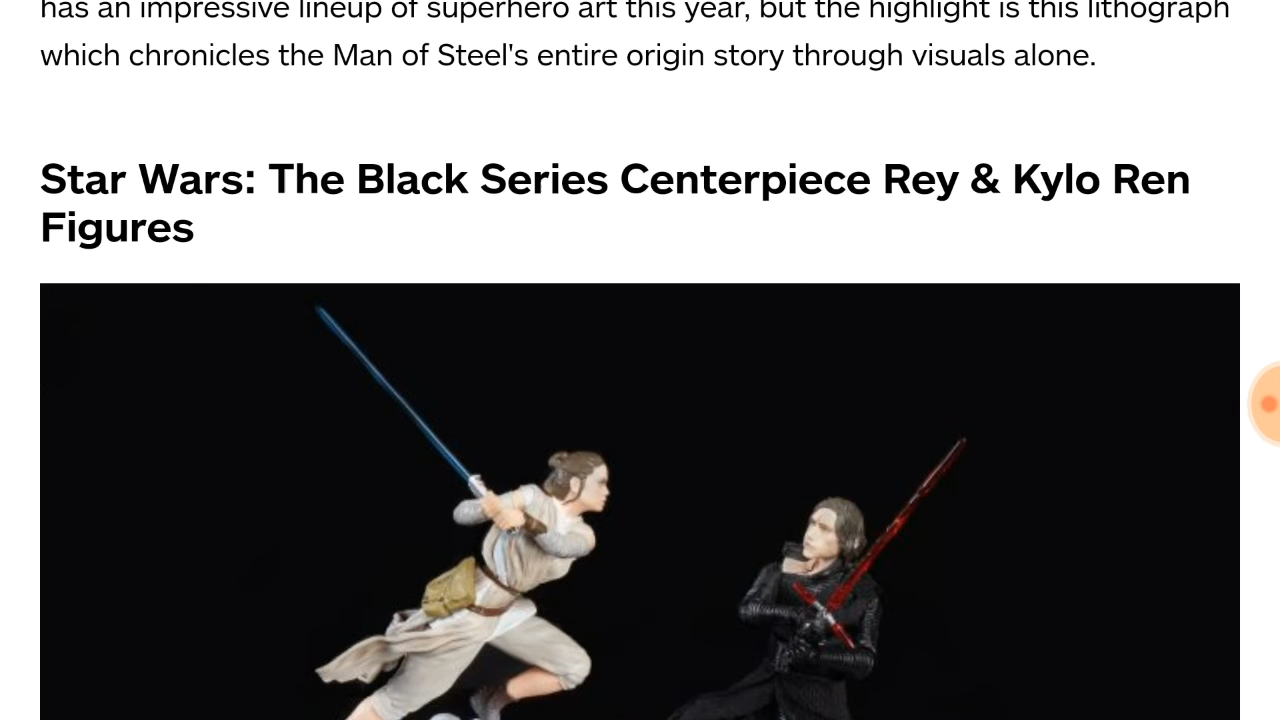 has an impressive lineup of superhero art this year, but the highlight is this lithograph
which chronicles the Man of Steel's entire origin story through visuals alone.
Star Wars: The Black Series Centerpiece Rey & Kylo Ren
Figures